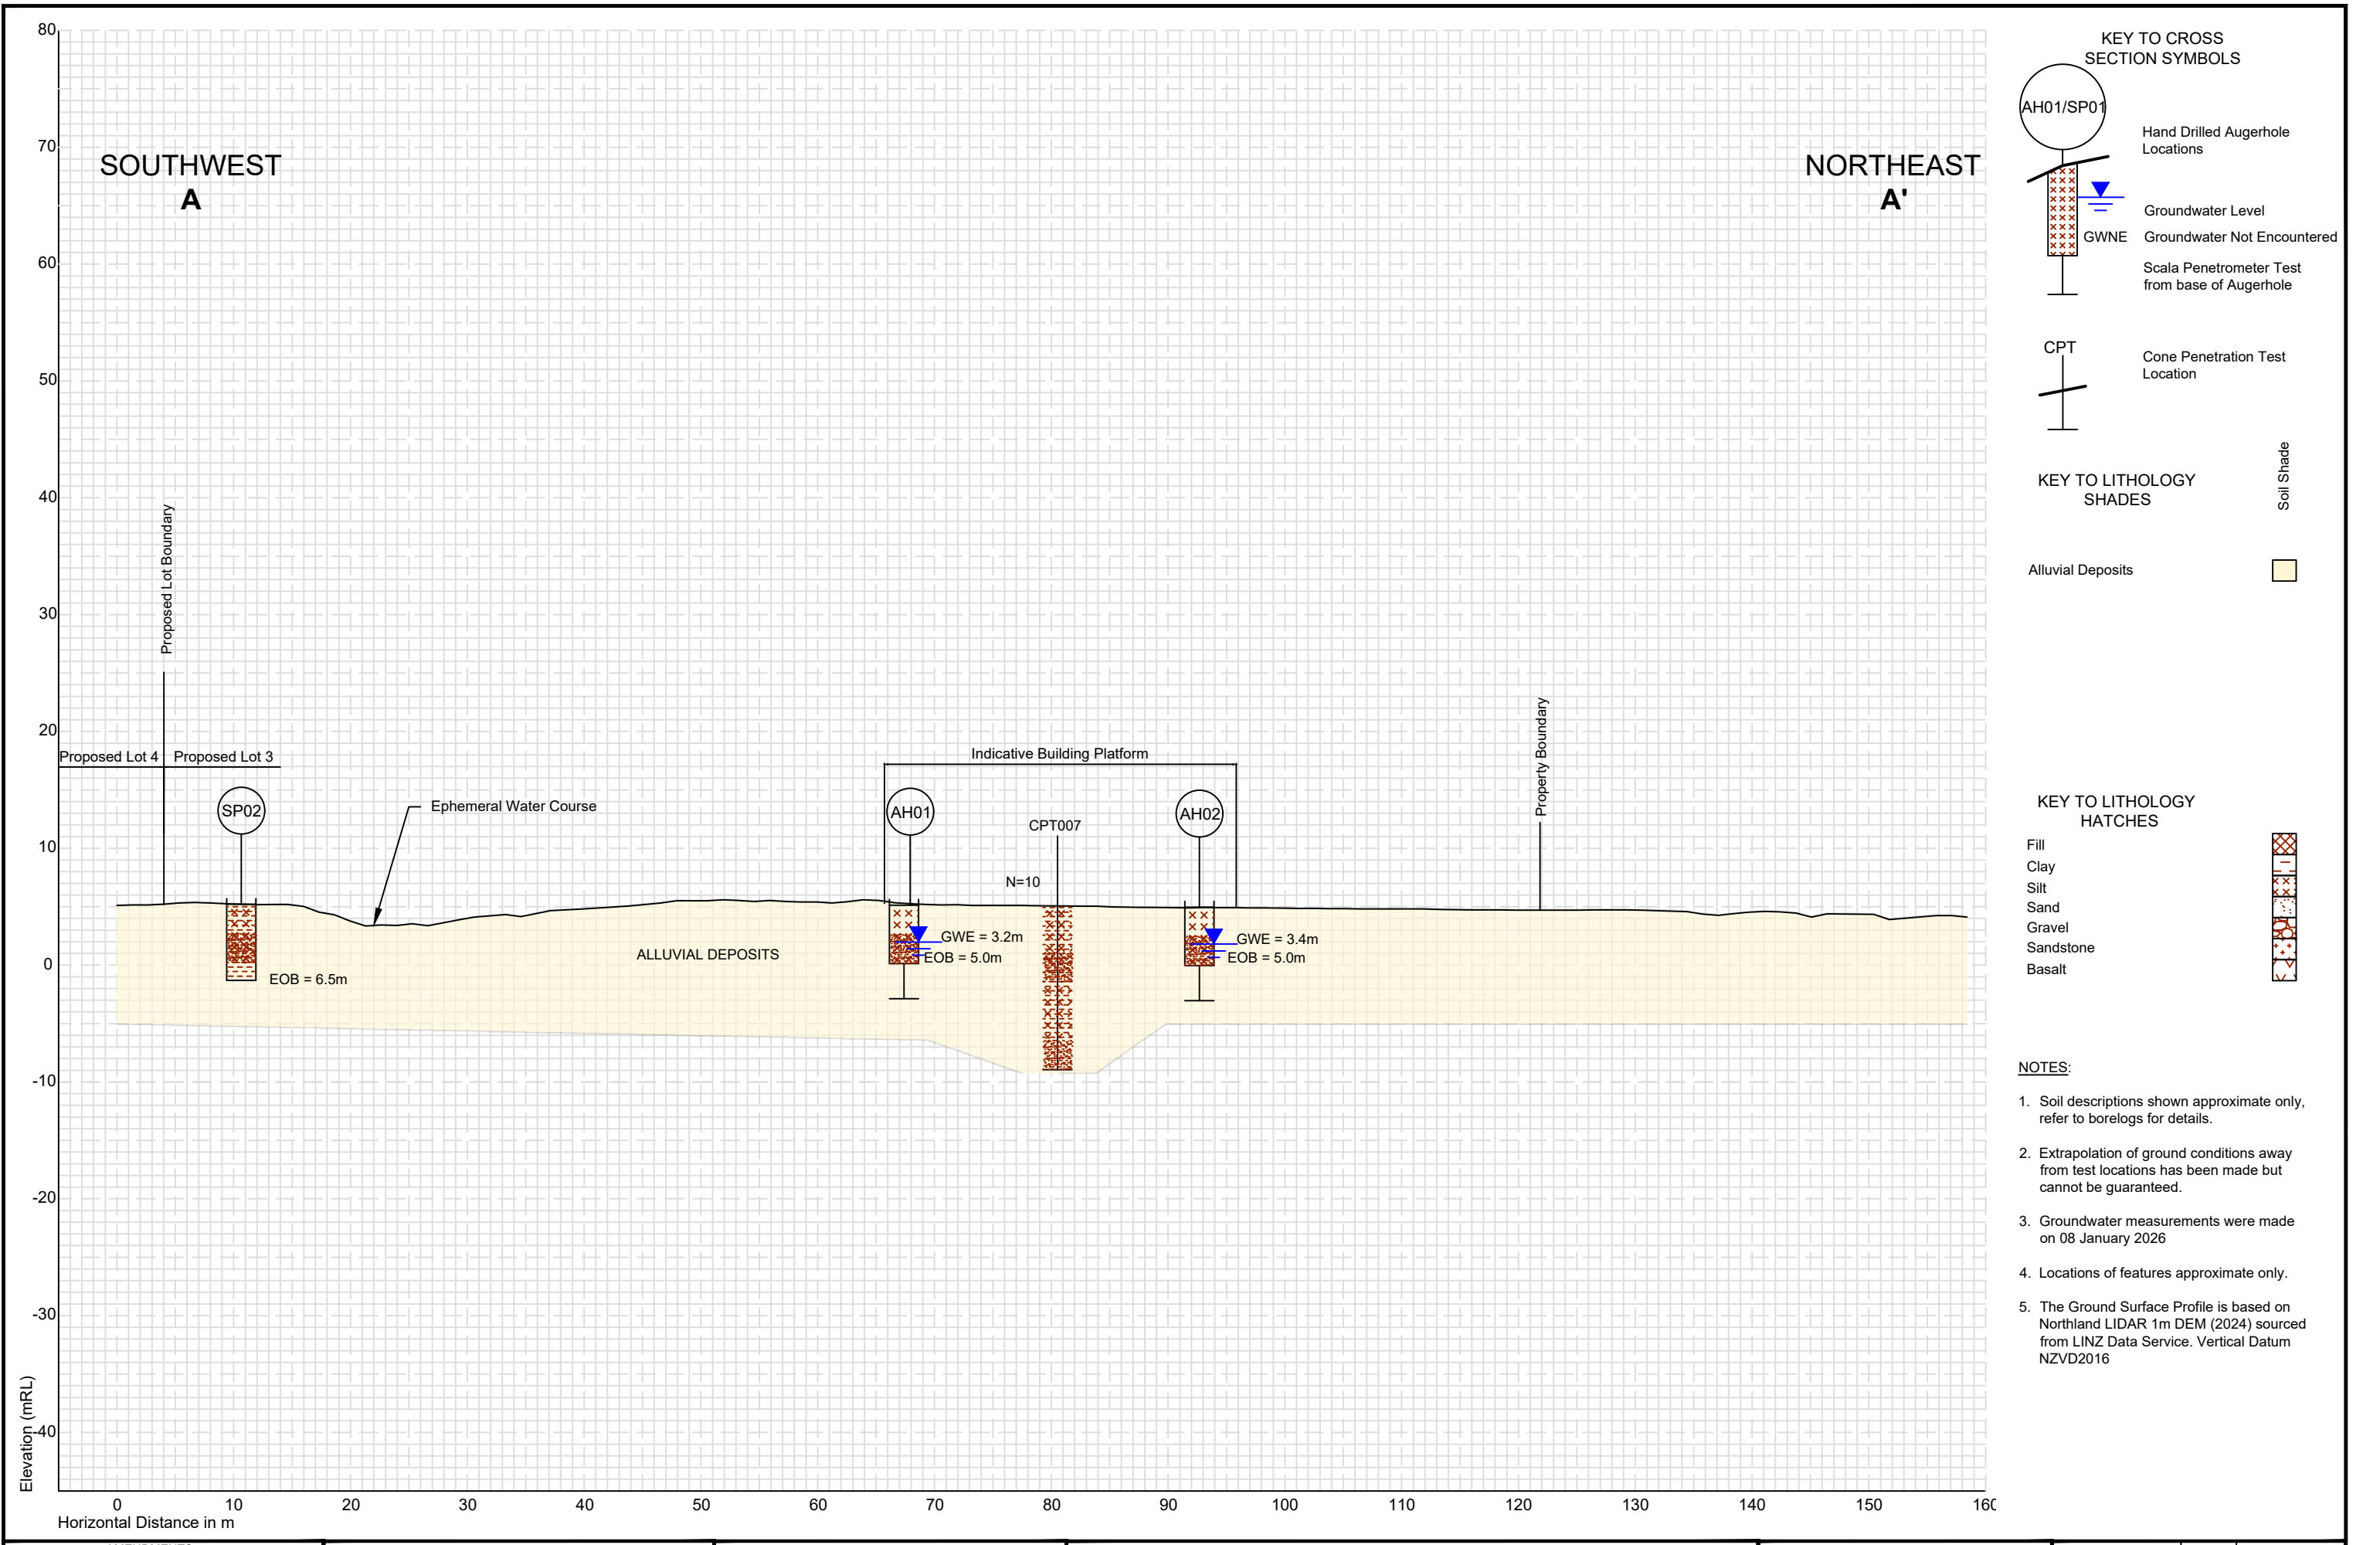 80
70
60
50
40
30
20
10
0
-10
-20
-30
-40
Elevation (mRL)
0 10 20 30 40 50 60 70 80 90 100 110 120 130 140 150
Horizontal Distance in m
SOUTHWEST
A
NORTHEAST
A'
Proposed Lot Boundary
Proposed Lot 4
Proposed Lot 3
SP02
Ephemeral Water Course
EOB = 6.5m
ALLUVIAL DEPOSITS
Indicative Building Platform
AH01
GWE = 3.2m
EOB = 5.0m
CPT007
N=10
AH02
GWE = 3.4m
EOB = 5.0m
Property Boundary
KEY TO CROSS
SECTION SYMBOLS
AH01/SP01
Hand Drilled Augerhole
Locations
Groundwater Level
GWNE Groundwater Not Encountered
Scala Penetrometer Test
from base of Augerhole
CPT
Cone Penetration Test
Location
KEY TO LITHOLOGY
SHADES
Soil Shade
Alluvial Deposits
KEY TO LITHOLOGY
HATCHES
Fill
Clay
Silt
Sand
Gravel
Sandstone
Basalt
NOTES:
1. Soil descriptions shown approximate only,
refer to borelogs for details.
2. Extrapolation of ground conditions away
from test locations has been made but
cannot be guaranteed.
3. Groundwater measurements were made
on 08 January 2026
4. Locations of features approximate only.
5. The Ground Surface Profile is based on
Northland LIDAR 1m DEM (2024) sourced
from LINZ Data Service. Vertical Datum
NZVD2016